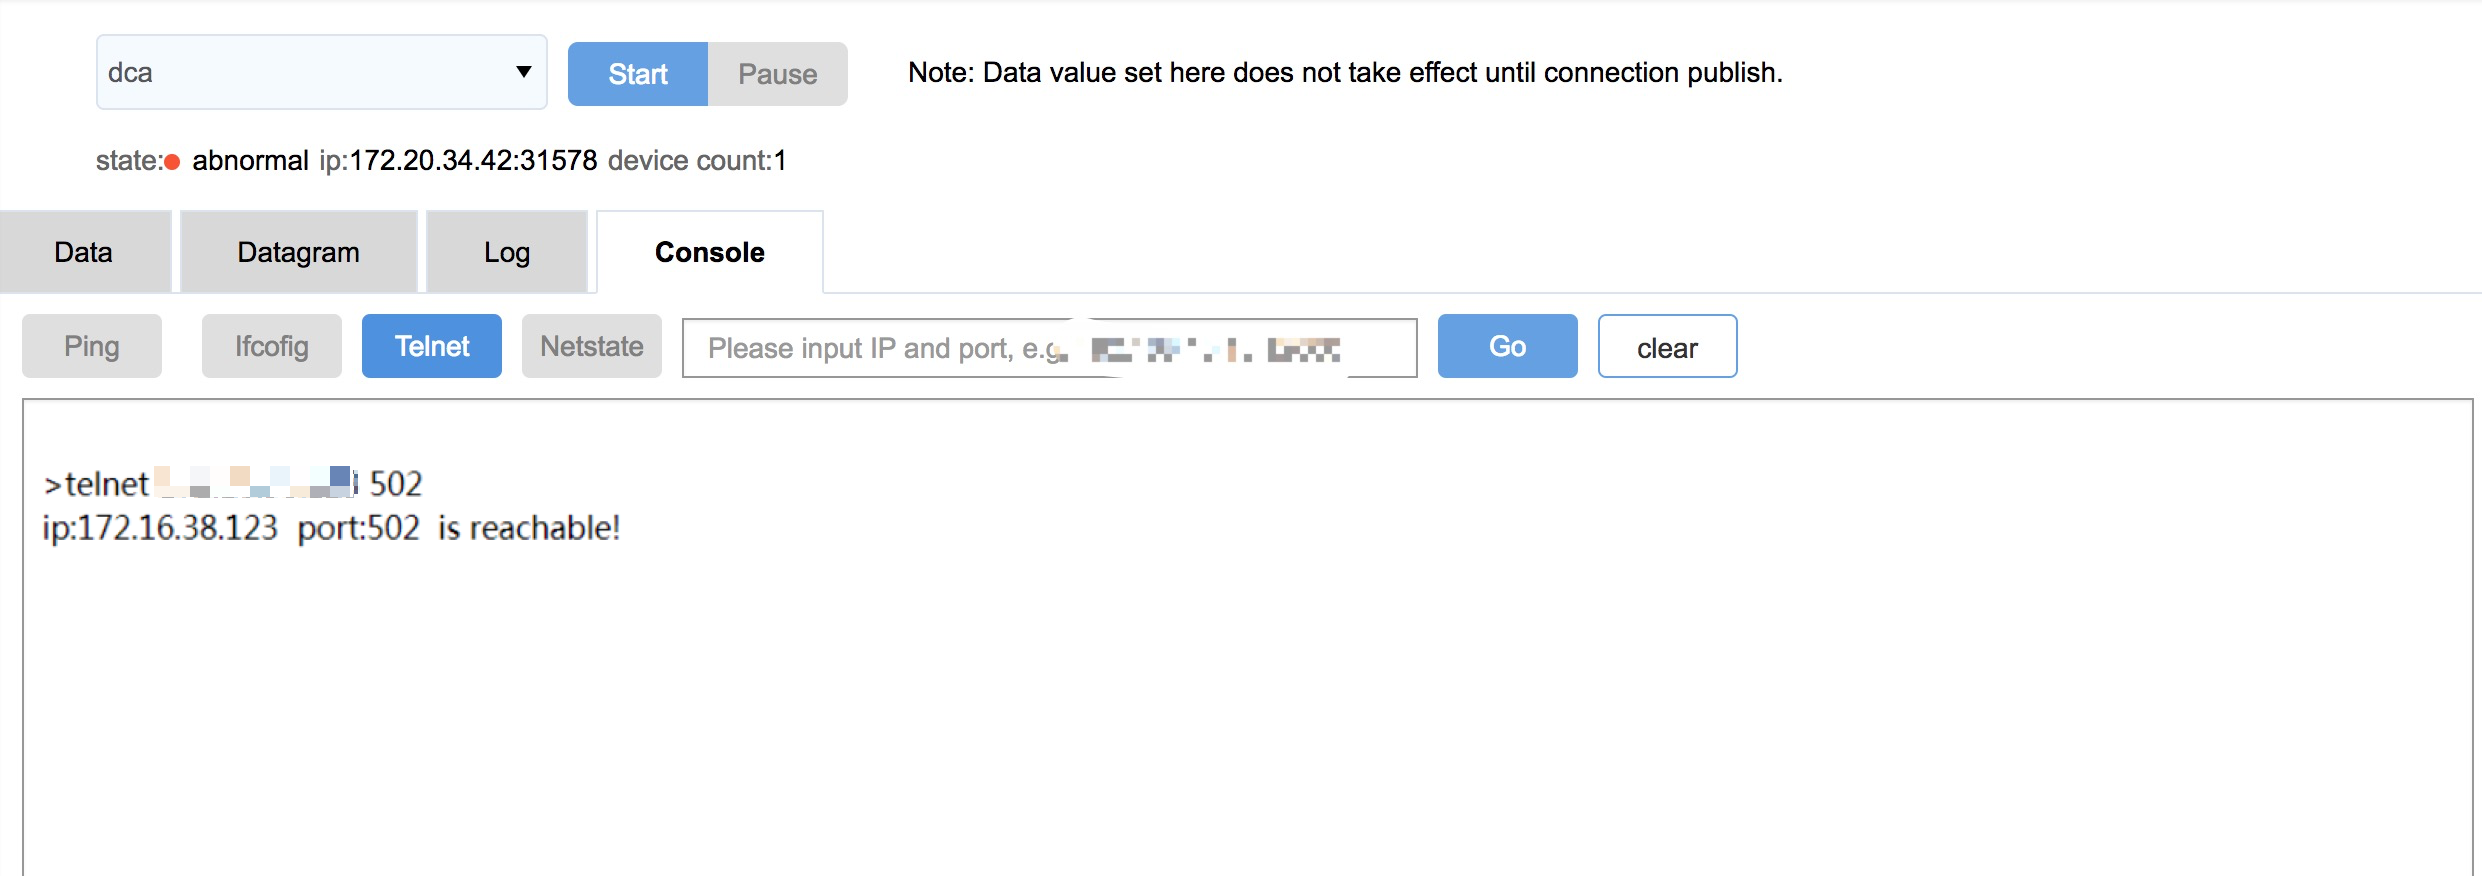 dca
Start Pause
Note: Data value set here does not take effect until connection publish.
state: abnormal ip:172.20.34.42:31578 device count:1
Data Datagram Log Console
Ping Ifcofig Telnet Netstate Please input IP and port, e.g. Go clear
>telnet 502
ip:172.16.38.123 port:502 is reachable!